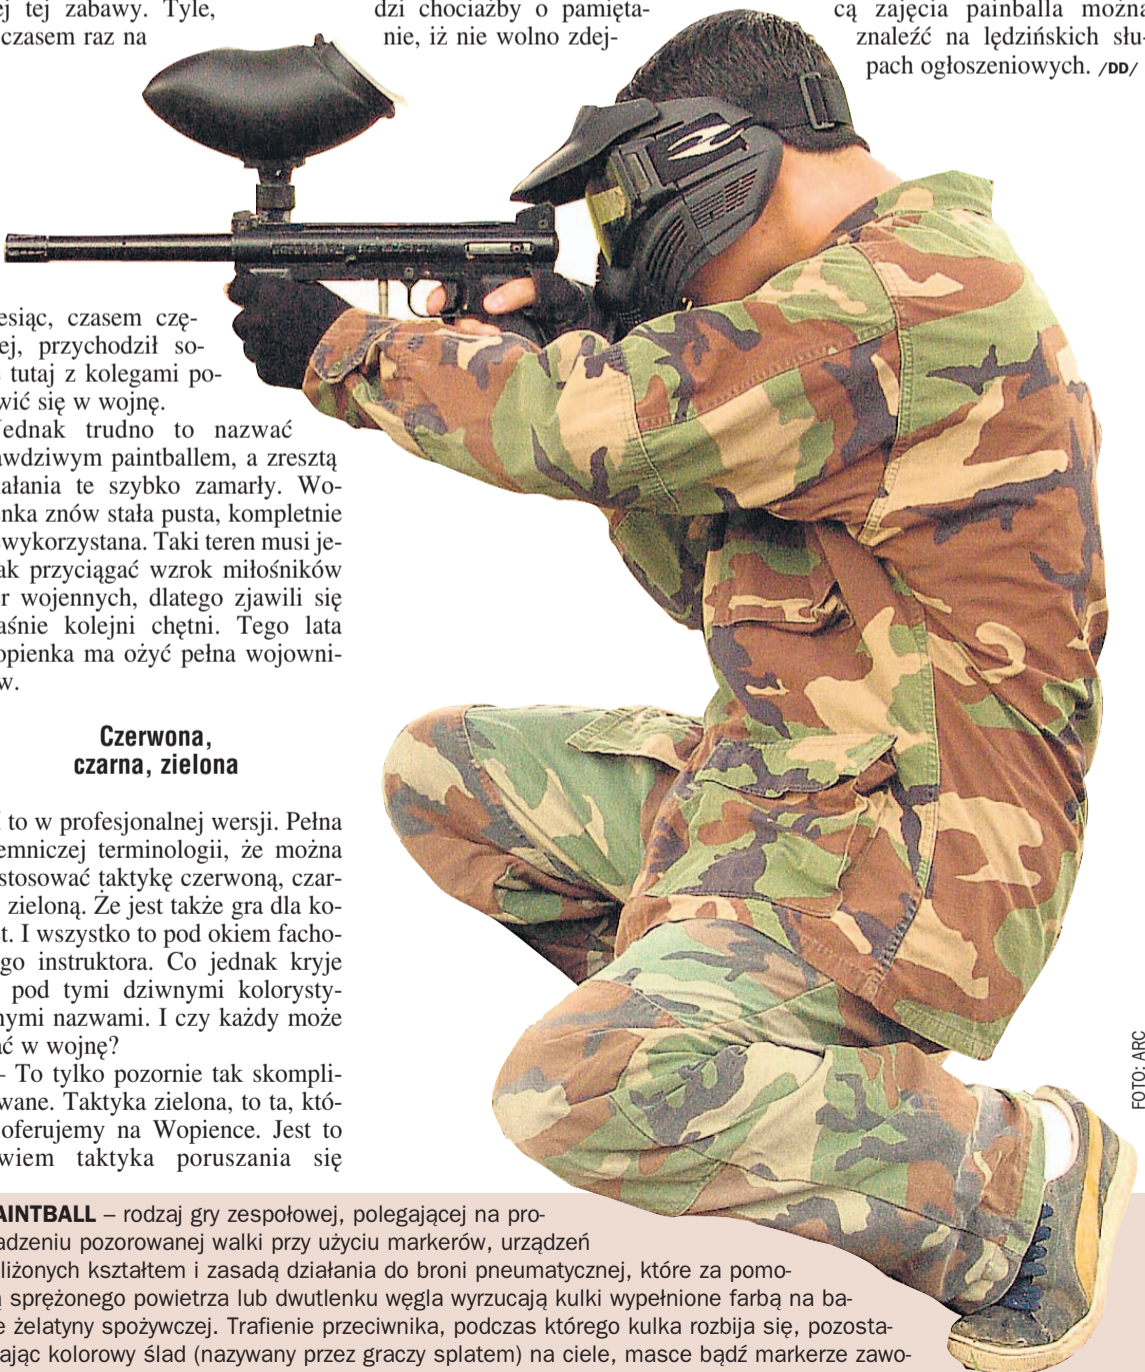 ej tej zabawy. Tyle,
czasem raz na
esiąc, czasem czę-
ej, przychodził so-
tutaj z kolegami po-
wić się w wojnę.
Jednak trudno to nazwać
awdziwym paintballem, a zresztą
ałania te szybko zamarły. Wo-
enka znów stała pusta, kompletnie
ewykorzystana. Taki teren musi je-
ak przyciągać wzrok miłośników
r wojennych, dlatego zjawili się
aśnie kolejni chętni. Tego lata
opienka ma ożyć pełna wojowni-
w.
Czerwona,
czarna, zielona
I to w profesjonalnej wersji. Pełna
emniczej terminologii, że można
stosować taktykę czerwoną, czar-
zieloną. Że jest także gra dla ko-
et. I wszystko to pod okiem facho-
go instruktora. Co jednak kryje
pod tymi dziwnymi kolorysty-
nymi nazwami. I czy każdy może
ać w wojnę?
– To tylko pozornie tak skompli-
wane. Taktyka zielona, to ta, któ-
oferujemy na Wopience. Jest to
wiem taktyka poruszania się
dzi chociażby o pamięta-
nie, iż nie wolno zdej-
cą zajęcia painballa można
znaleźć na lędzińskich słu-
pach ogłoszeniowych. /DD/
FOTO: ARC
AINTBALL – rodzaj gry zespołowej, polegającej na pro-
adzeniu pozorowanej walki przy użyciu markerów, urządzeń
liżonych kształtem i zasadą działania do broni pneumatycznej, które za pomo-
ą sprężonego powietrza lub dwutlenku węgla wyrzucają kulki wypełnione farbą na ba-
e żelatyny spożywczej. Trafienie przeciwnika, podczas którego kulka rozbija się, pozosta-
ając kolorowy ślad (nazywany przez graczy splatem) na ciele, masce bądź markerze zawo-